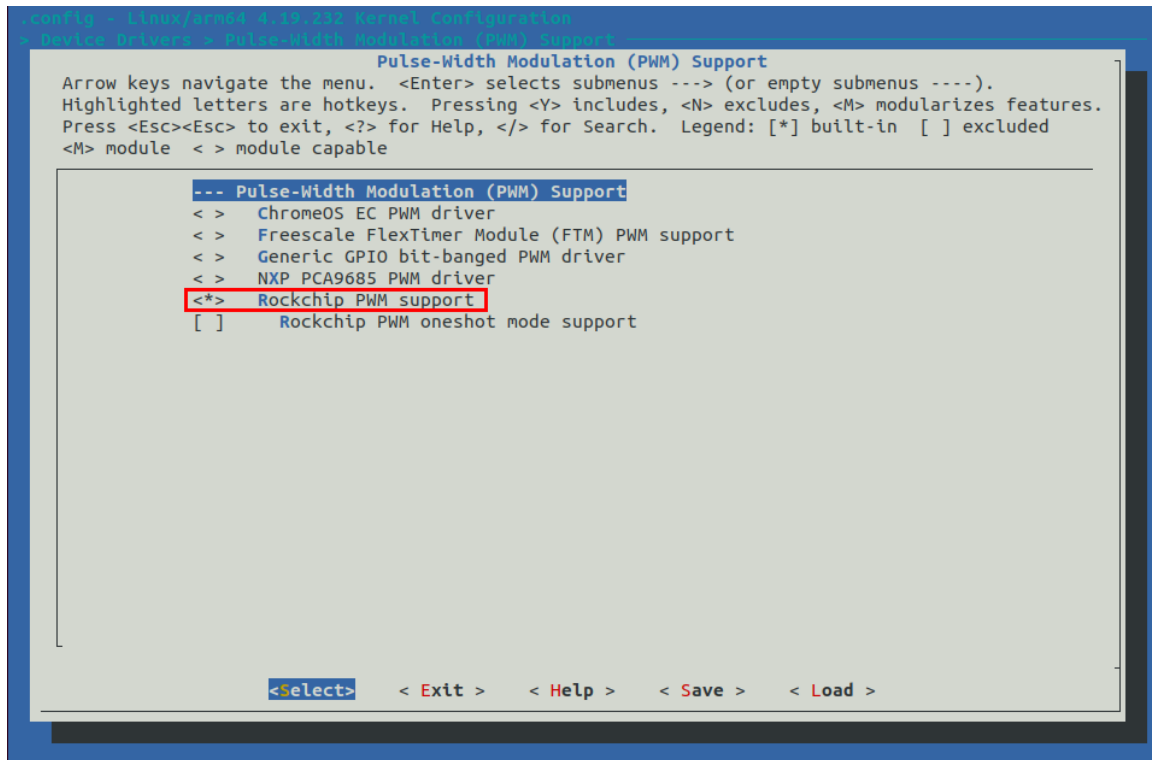 .config - Linux/arm64 4.19.232 Kernel Configuration
> Device Drivers > Pulse-Width Modulation (PWM) Support
Pulse-Width Modulation (PWM) Support
Arrow keys navigate the menu.  <Enter> selects submenus ---> (or empty submenus ----).
Highlighted letters are hotkeys.  Pressing <Y> includes, <N> excludes, <M> modularizes features.
Press <Esc><Esc> to exit, <?> for Help, </> for Search.  Legend: [*] built-in  [ ] excluded
<M> module  < > module capable
--- Pulse-Width Modulation (PWM) Support
< >   ChromeOS EC PWM driver
< >   Freescale FlexTimer Module (FTM) PWM support
< >   Generic GPIO bit-banged PWM driver
< >   NXP PCA9685 PWM driver
<*>   Rockchip PWM support
[ ]     Rockchip PWM oneshot mode support
<Select>    < Exit >    < Help >    < Save >    < Load >